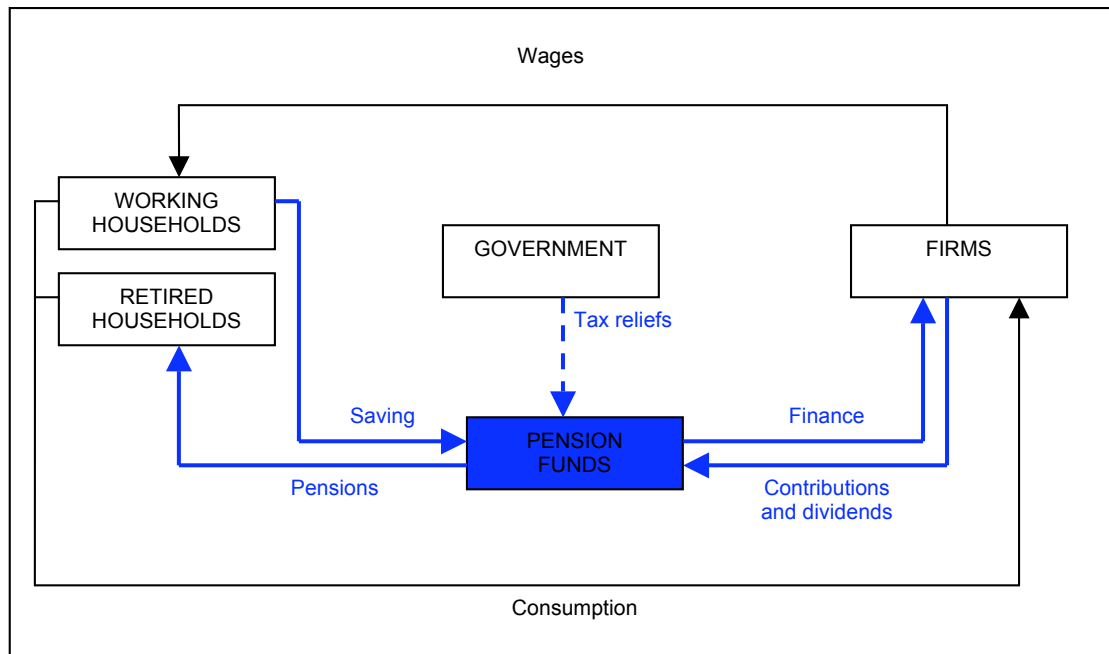 Wages
WORKING
HOUSEHOLDS
GOVERNMENT
FIRMS
RETIRED
HOUSEHOLDS
Tax reliefs
Saving
Finance
PENSION
FUNDS
Pensions
Contributions
and dividends
Consumption